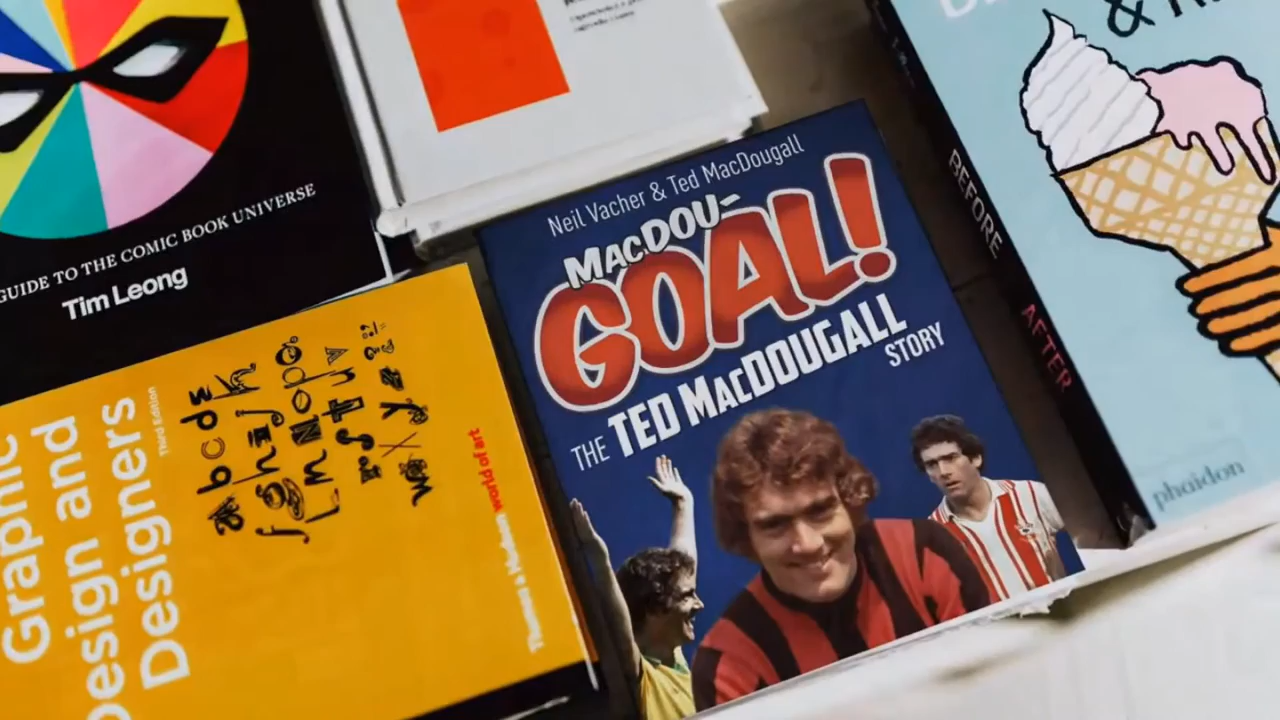 GUIDE TO THE COMIC BOOK UNIVERSE
Tim Leong
Neil Vacher & Ted MacDougall
MACDOU-
GOAL!
THE TED MACDOUGALL
STORY
BEFORE
AFTER
phaidon
Graphic
Design and
Designers
Third Edition
a b c d E
f g h i j k
L m N o p Q
r s t u v
w x y z
Thames & Hudson world of art